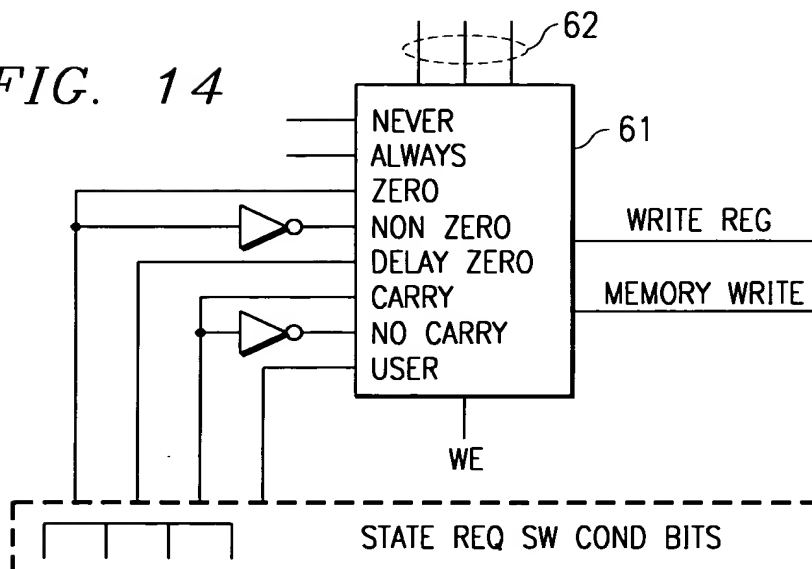 FIG. 14
62
61
NEVER
ALWAYS
ZERO
NON ZERO
DELAY ZERO
CARRY
NO CARRY
USER
WRITE REG
MEMORY WRITE
WE
STATE REQ SW COND BITS